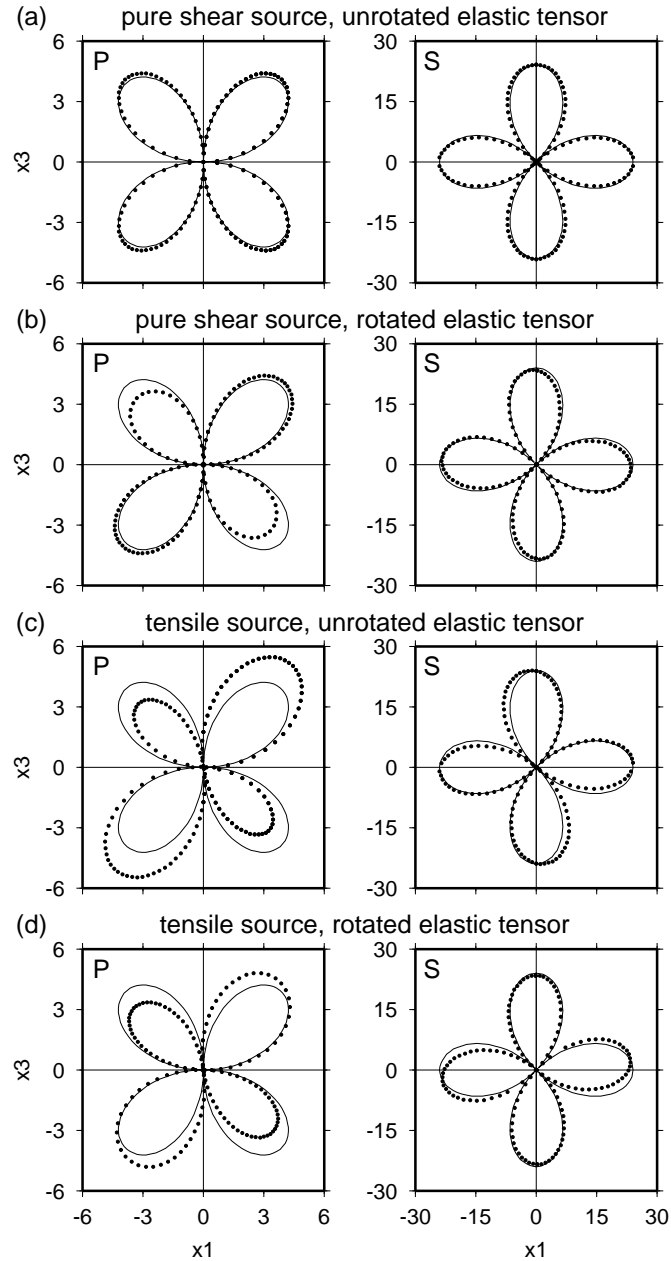 (a) pure shear source, unrotated elastic tensor
6 P 30 S
3 15
x3 0 0
-3 -15
-6 -30
(b) pure shear source, rotated elastic tensor
6 P 30 S
3 15
x3 0 0
-3 -15
-6 -30
(c) tensile source, unrotated elastic tensor
6 P 30 S
3 15
x3 0 0
-3 -15
-6 -30
(d) tensile source, rotated elastic tensor
6 P 30 S
3 15
x3 0 0
-3 -15
-6 -30
-6 -3 0 3 6 -30 -15 0 15 30
x1 x1